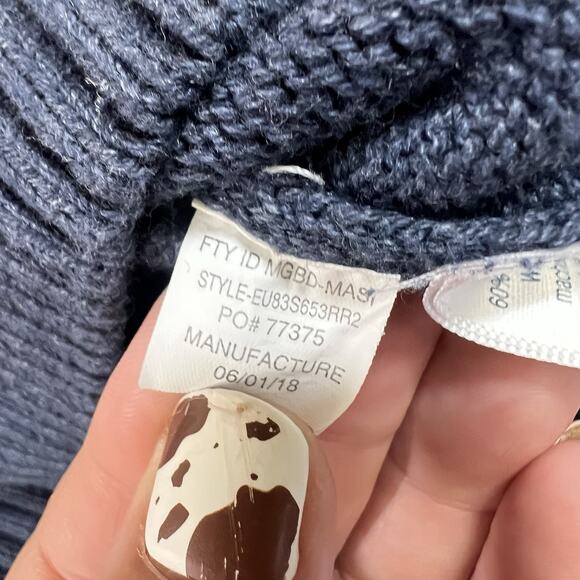 FTY ID MGBD-MASI
STYLE-EU83S653RR2
PO# 77375
MANUFACTURE
06/01/18
60%